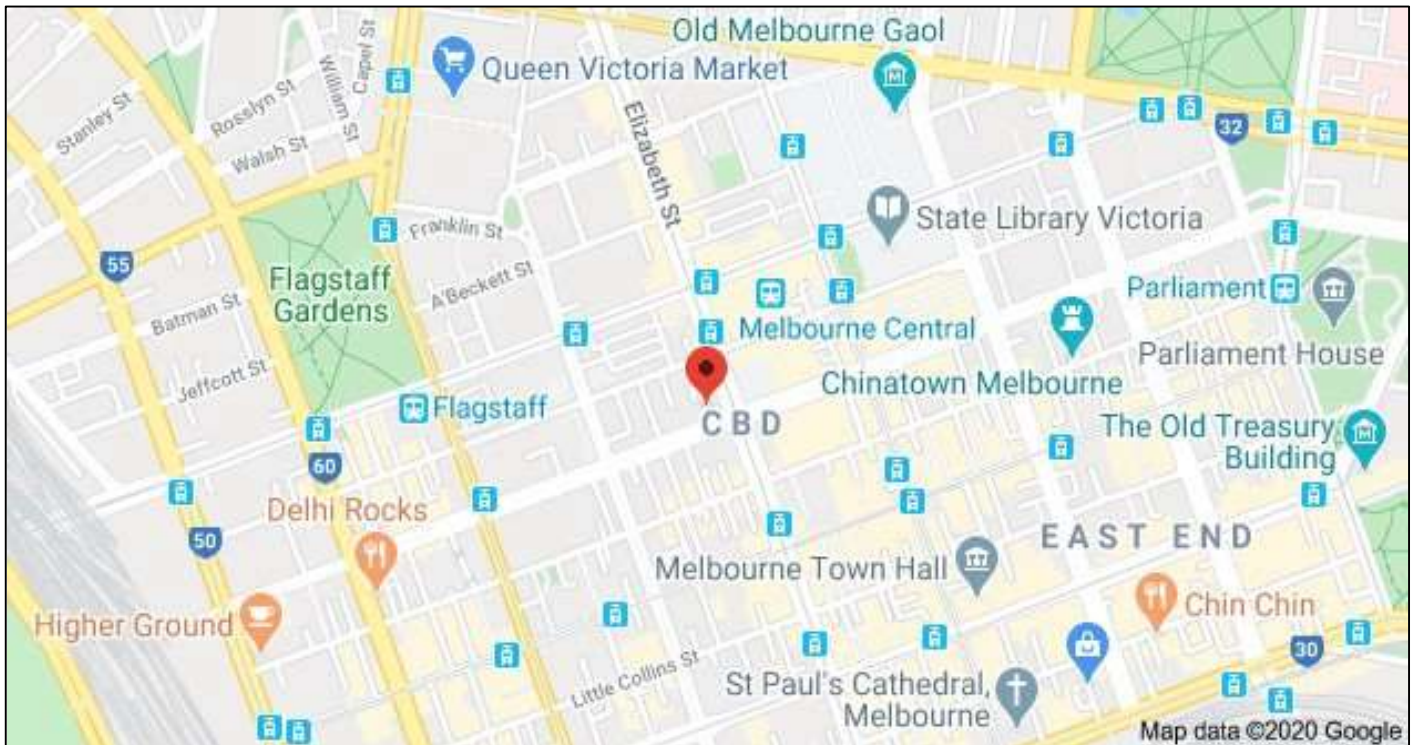 Old Melbourne Gaol
Queen Victoria Market
Capel St
William St
Stanley St
Rosslyn St
Walsh St
Elizabeth St
32
State Library Victoria
Franklin St
55
Flagstaff
Gardens
A'Beckett St
Batman St
Jeffcott St
Parliament
Parliament House
Melbourne Central
Chinatown Melbourne
Flagstaff
CBD
The Old Treasury
Building
60
Delhi Rocks
50
EAST END
Melbourne Town Hall
Higher Ground
Chin Chin
30
Little Collins St
St Paul's Cathedral,
Melbourne
Map data ©2020 Google